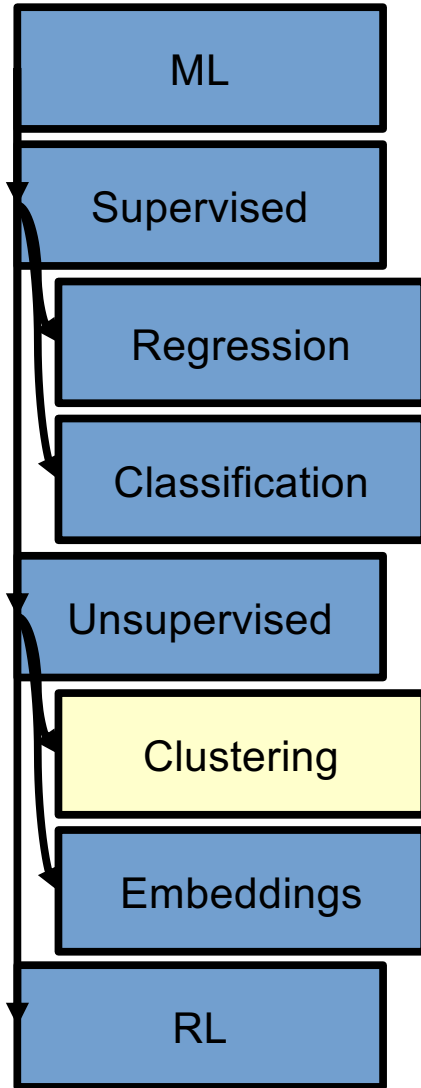 ML
Supervised
Regression
Classification
Unsupervised
Clustering
Embeddings
RL